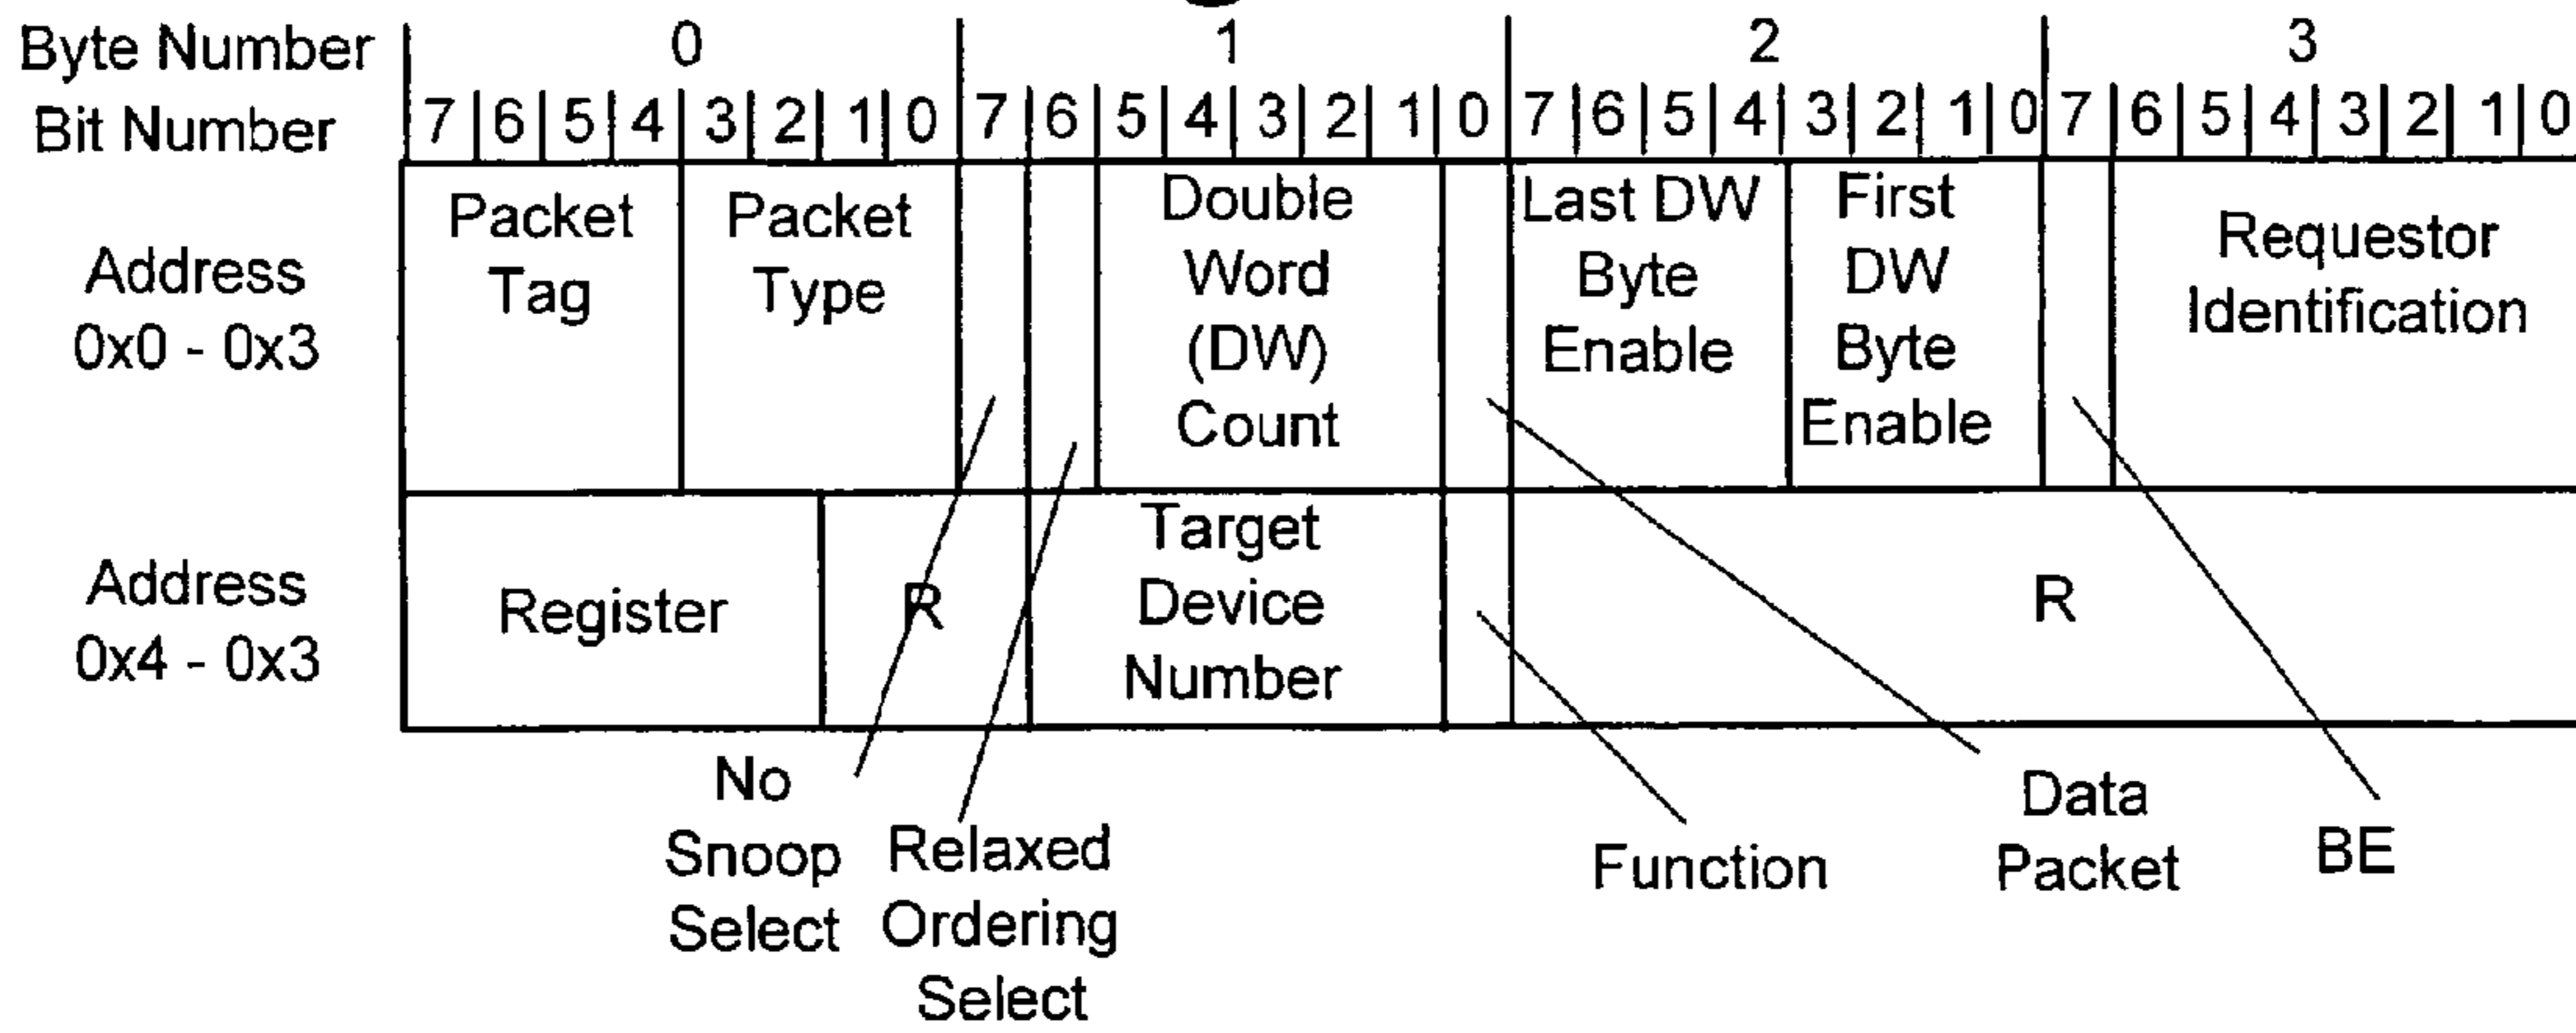 Byte Number 0 1 2 3
Bit Number 7 6 5 4 3 2 1 0 7 6 5 4 3 2 1 0 7 6 5 4 3 2 1 0 7 6 5 4 3 2 1 0
Address
0x0 - 0x3
Packet
Tag
Packet
Type
Double
Word
(DW)
Count
Last DW
Byte
Enable
First
DW
Byte
Enable
Requestor
Identification
Address
0x4 - 0x3
Register
R
Target
Device
Number
R
No
Snoop
Select
Relaxed
Ordering
Select
Function
Data
Packet
BE